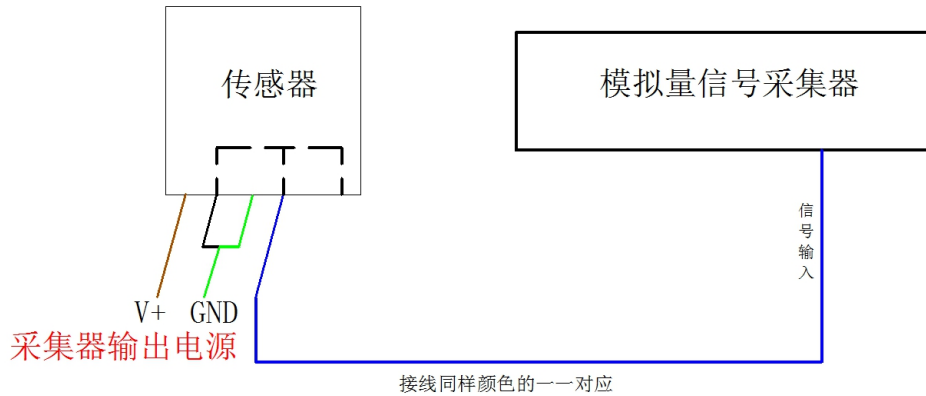 传感器
模拟量信号采集器
信号输入
V+ GND
采集器输出电源
接线同样颜色的一一对应